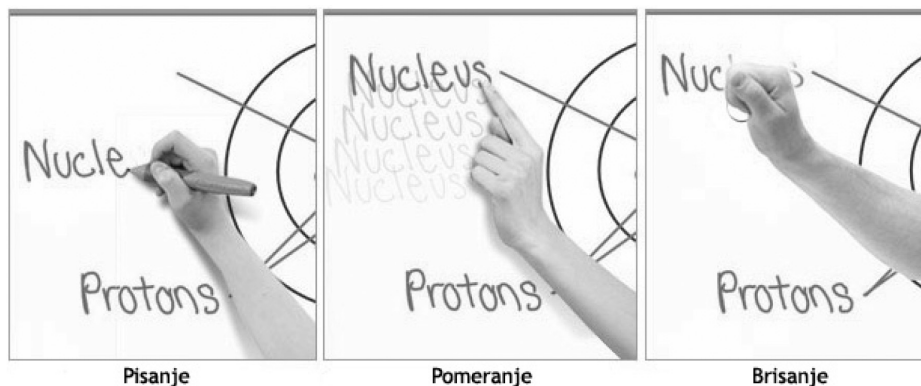 Nucle
Protons
Pisanje
Nucleus
Nucleus
Nucleus
Nucleus
Nucleus
Protons
Pomeranje
Protons
Brisanje